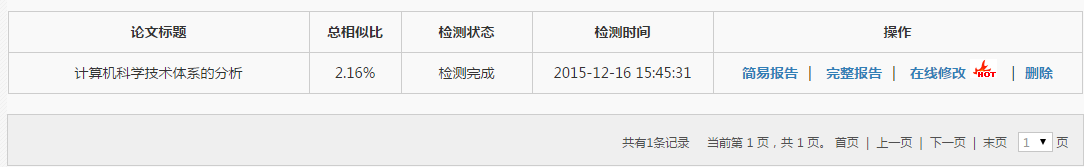 论文标题 总相似比 检测状态 检测时间 操作
计算机科学技术体系的分析 2.16% 检测完成 2015-12-16 15:45:31 简易报告 | 完整报告 | 在线修改 HOT | 删除
共有1条记录 当前第 1 页，共 1 页。 首页 | 上一页 | 下一页 | 末页 1 页